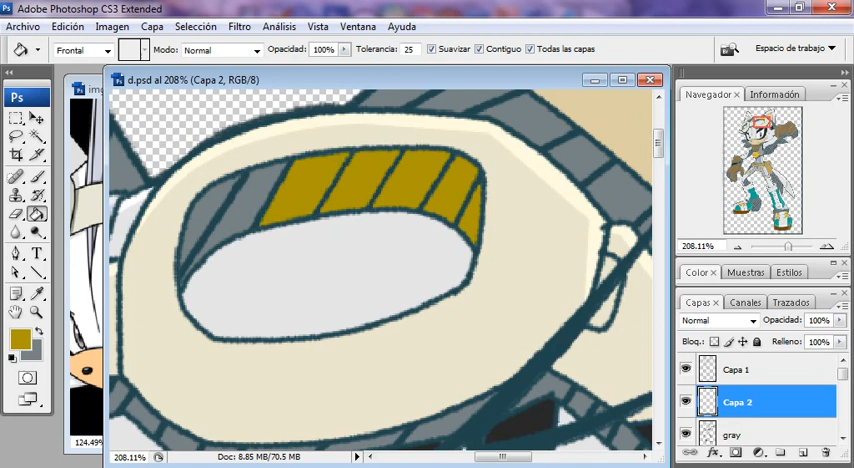 Ps Adobe Photoshop CS3 Extended
Archivo Edición Imagen Capa Selección Filtro Análisis Vista Ventana Ayuda
Frontal Modo: Normal Opacidad: 100% Tolerancia: 25 Suavizar Contiguo Todas las capas Espacio de trabajo
d.psd al 208% (Capa 2, RGB/8)
Ps
T
124.49%
208.11% Doc: 8.85 MB/70.5 MB
Navegador × Información
208.11%
Color × Muestras Estilos
Capas × Canales Trazados
Normal Opacidad: 100%
Bloq.: Relleno: 100%
Capa 1
Capa 2
gray
fx